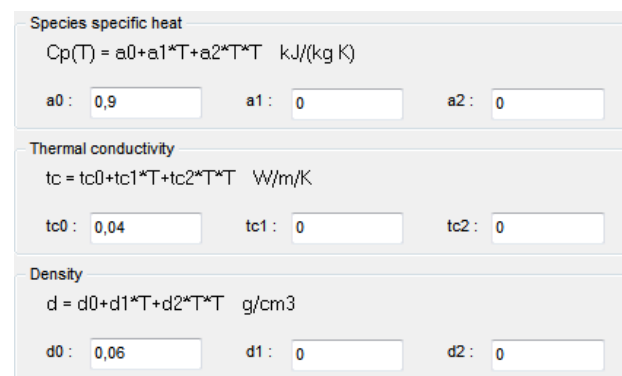 Species specific heat
Cp(T) = a0+a1*T+a2*T*T kJ/(kg K)
a0 : 0,9 a1 : 0 a2 : 0
Thermal conductivity
tc = tc0+tc1*T+tc2*T*T W/m/K
tc0 : 0,04 tc1 : 0 tc2 : 0
Density
d = d0+d1*T+d2*T*T g/cm3
d0 : 0,06 d1 : 0 d2 : 0